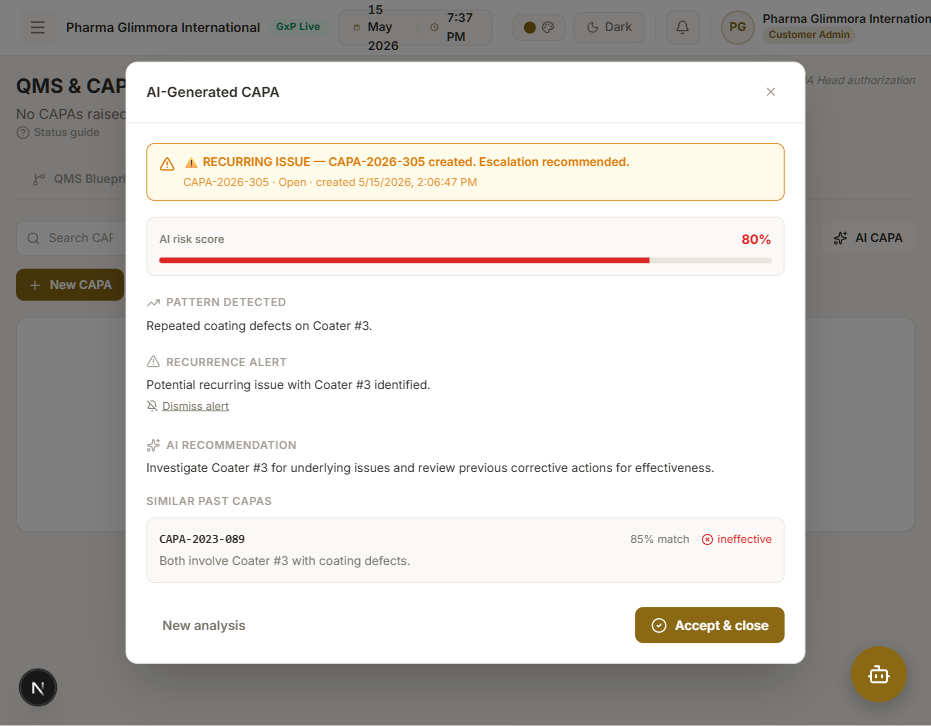 Pharma Glimmora International
GxP Live
15
May
2026
7:37
PM
Dark
PG
Pharma Glimmora Internation
Customer Admin
QMS & CAP
A Head authorization
No CAPAs raised
Status guide
QMS Bluepri
Search CAP
AI CAPA
New CAPA
AI-Generated CAPA
⚠️ RECURRING ISSUE — CAPA-2026-305 created. Escalation recommended.
CAPA-2026-305 · Open · created 5/15/2026, 2:06:47 PM
AI risk score
80%
PATTERN DETECTED
Repeated coating defects on Coater #3.
RECURRENCE ALERT
Potential recurring issue with Coater #3 identified.
Dismiss alert
AI RECOMMENDATION
Investigate Coater #3 for underlying issues and review previous corrective actions for effectiveness.
SIMILAR PAST CAPAS
CAPA-2023-089
85% match
ineffective
Both involve Coater #3 with coating defects.
New analysis
Accept & close
N